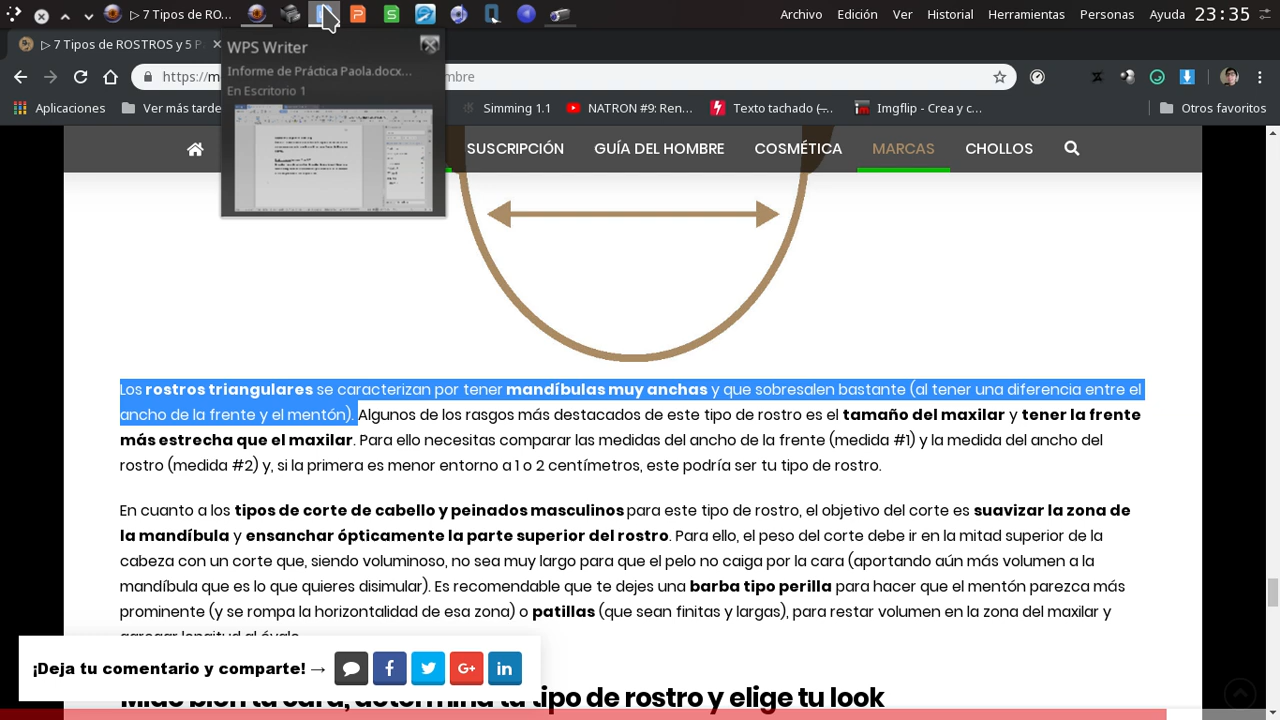 ▷ 7 Tipos de RO...
Archivo Edición Ver Historial Herramientas Personas Ayuda 23:35
▷ 7 Tipos de ROSTROS y 5 P
WPS Writer
Informe de Práctica Paola.docx...
En Escritorio 1
https://m
mbre
Aplicaciones
Ver más tarde
Simming 1.1
NATRON #9: Ren...
Texto tachado (...
Imgflip - Crea y c...
Otros favoritos
SUSCRIPCIÓN GUÍA DEL HOMBRE COSMÉTICA MARCAS CHOLLOS
Los rostros triangulares se caracterizan por tener mandíbulas muy anchas y que sobresalen bastante (al tener una diferencia entre el
ancho de la frente y el mentón). Algunos de los rasgos más destacados de este tipo de rostro es el tamaño del maxilar y tener la frente
más estrecha que el maxilar. Para ello necesitas comparar las medidas del ancho de la frente (medida #1) y la medida del ancho del
rostro (medida #2) y, si la primera es menor entorno a 1 o 2 centímetros, este podría ser tu tipo de rostro.
En cuanto a los tipos de corte de cabello y peinados masculinos para este tipo de rostro, el objetivo del corte es suavizar la zona de
la mandíbula y ensanchar ópticamente la parte superior del rostro. Para ello, el peso del corte debe ir en la mitad superior de la
cabeza con un corte que, siendo voluminoso, no sea muy largo para que el pelo no caiga por la cara (aportando aún más volumen a la
mandíbula que es lo que quieres disimular). Es recomendable que te dejes una barba tipo perilla para hacer que el mentón parezca más
prominente (y se rompa la horizontalidad de esa zona) o patillas (que sean finitas y largas), para restar volumen en la zona del maxilar y
agregar longitud al óvalo.
¡Deja tu comentario y comparte! →
Mide bien tu cara, determina tu tipo de rostro y elige tu look